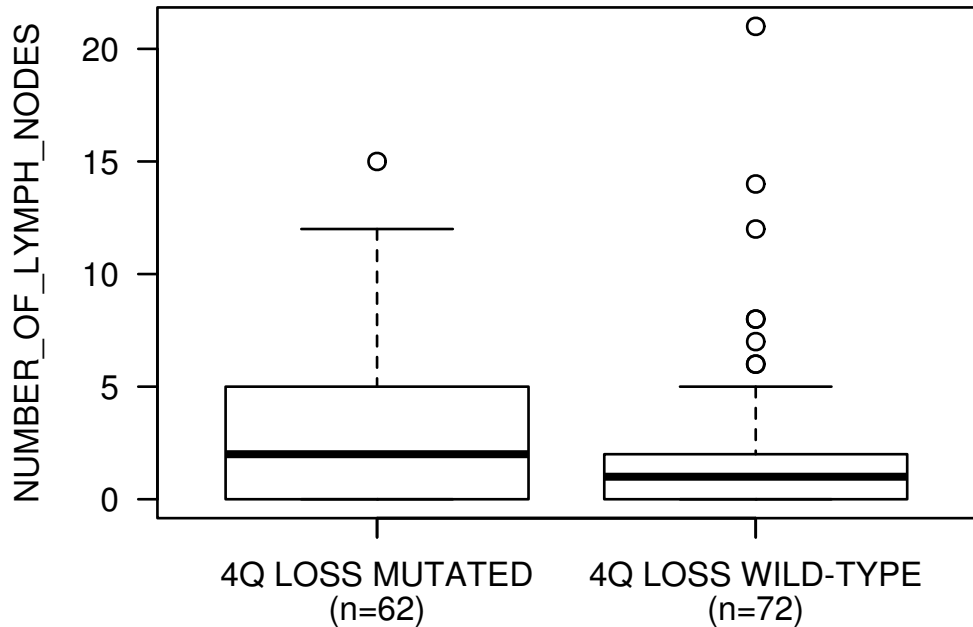 NUMBER_OF_LYMPH_NODES
20
15
10
5
0
4Q LOSS MUTATED
(n=62)
4Q LOSS WILD-TYPE
(n=72)